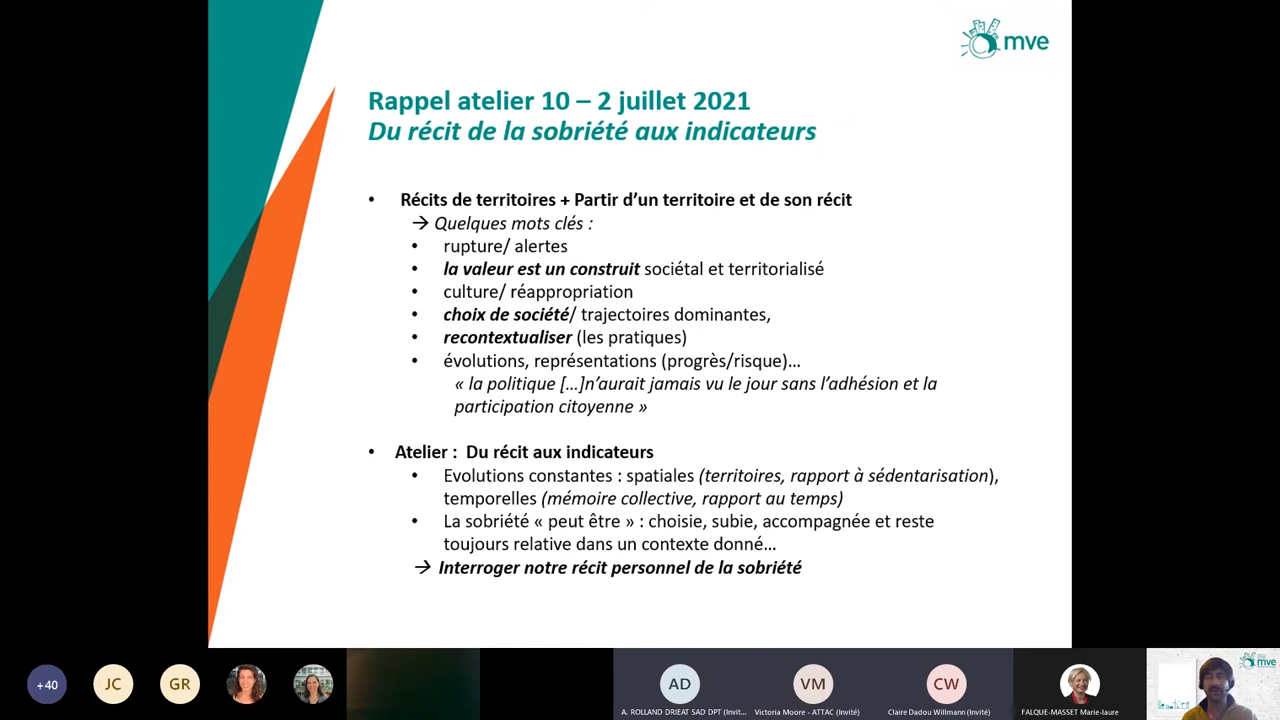 mve
Rappel atelier 10 – 2 juillet 2021
Du récit de la sobriété aux indicateurs
• Récits de territoires + Partir d’un territoire et de son récit
→ Quelques mots clés :
• rupture/ alertes
• la valeur est un construit sociétal et territorialisé
• culture/ réappropriation
• choix de société/ trajectoires dominantes,
• recontextualiser (les pratiques)
• évolutions, représentations (progrès/risque)…
« la politique […]n’aurait jamais vu le jour sans l’adhésion et la
participation citoyenne »
• Atelier : Du récit aux indicateurs
• Evolutions constantes : spatiales (territoires, rapport à sédentarisation),
temporelles (mémoire collective, rapport au temps)
• La sobriété « peut être » : choisie, subie, accompagnée et reste
toujours relative dans un contexte donné…
→ Interroger notre récit personnel de la sobriété
+40
JC
GR
AD
VM
CW
A. ROLLAND DRIEAT SAD DPT (Invit...
Victoria Moore - ATTAC (Invité)
Claire Dadou Willmann (Invité)
FALQUE-MASSET Marie-laure
mve